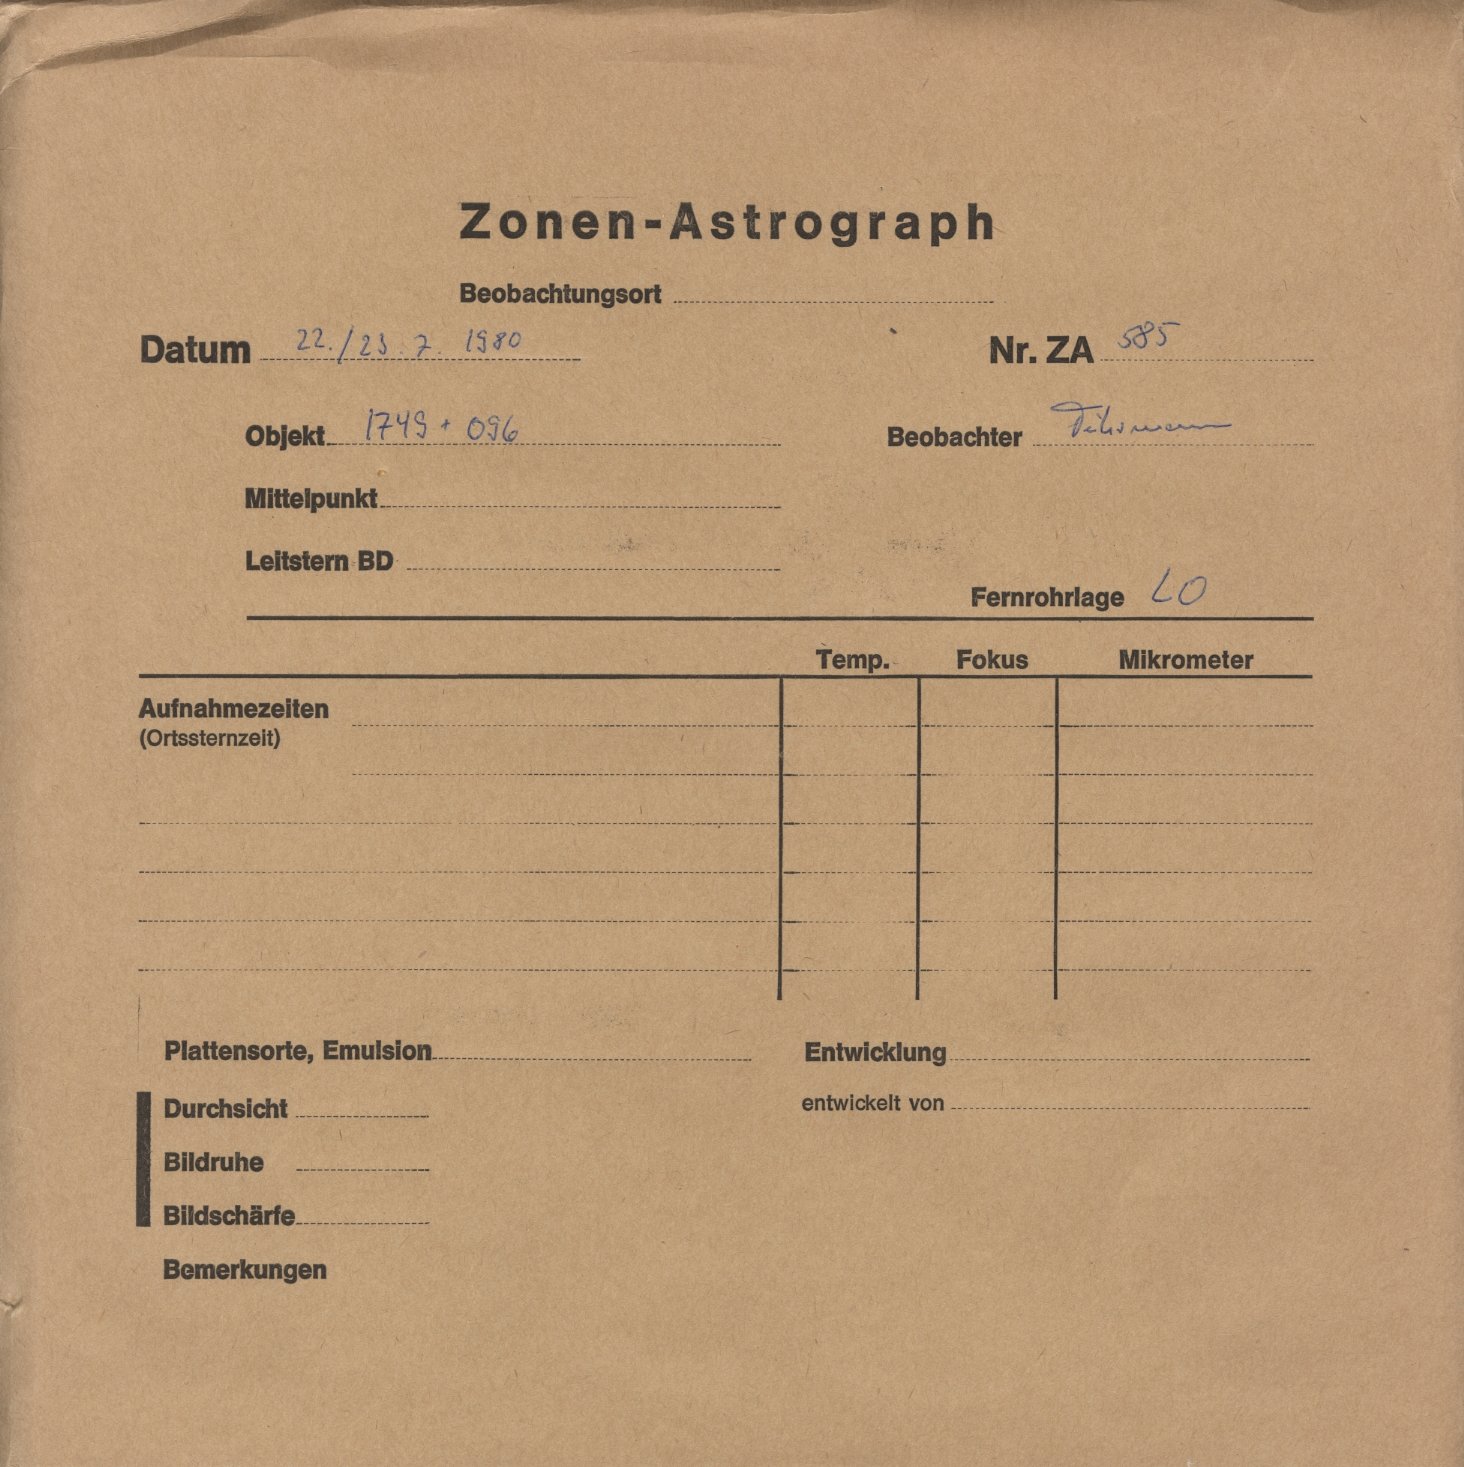 Zonen-Astrograph
Beobachtungsort
Datum 22./23. 7. 1980 Nr. ZA 585
Objekt 1749 + 096 Beobachter
Mittelpunkt
Leitstern BD
Fernrohrlage LO
Temp. Fokus Mikrometer
Aufnahmezeiten
(Ortssternzeit)
Plattensorte, Emulsion Entwicklung
Durchsicht entwickelt von
Bildruhe
Bildschärfe
Bemerkungen